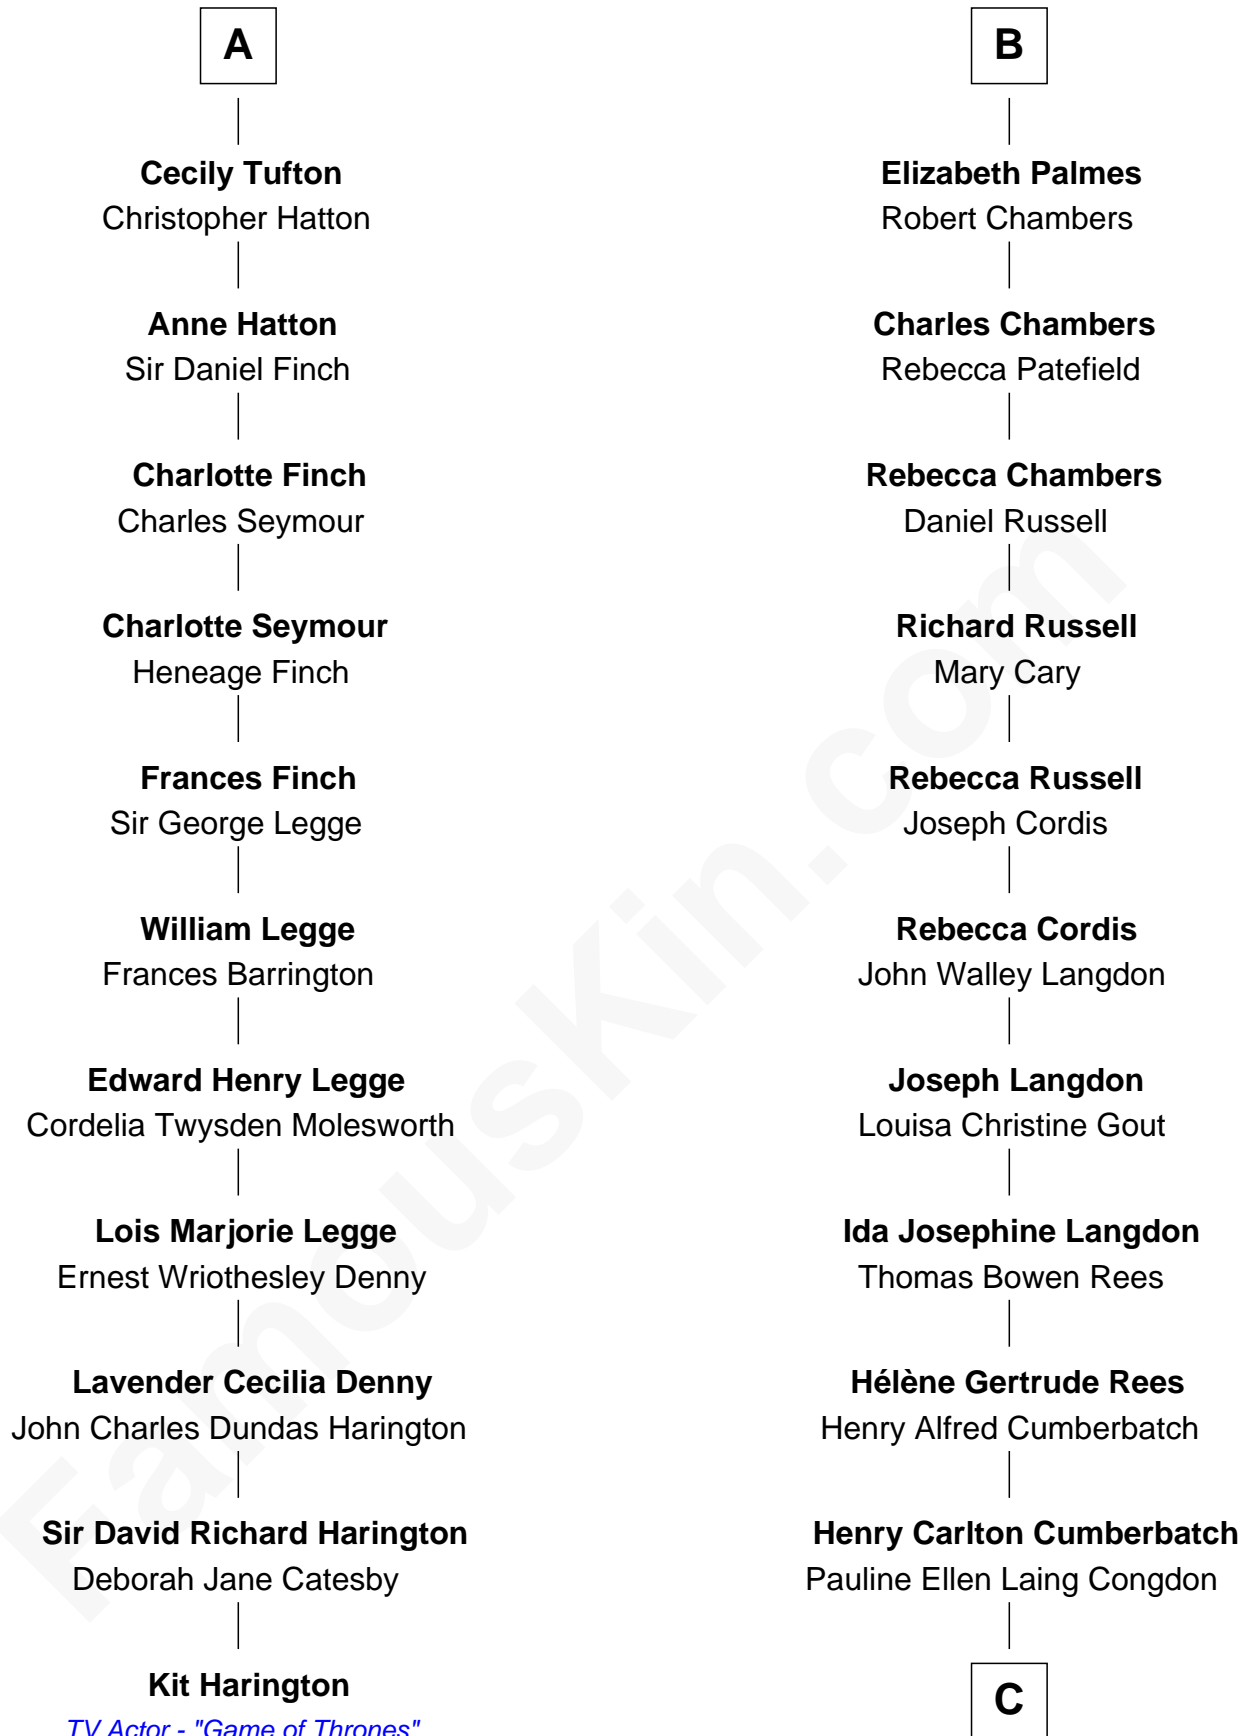 A
Cecily Tufton
Christopher Hatton
Anne Hatton
Sir Daniel Finch
Charlotte Finch
Charles Seymour
Charlotte Seymour
Heneage Finch
Frances Finch
Sir George Legge
William Legge
Frances Barrington
Edward Henry Legge
Cordelia Twysden Molesworth
Lois Marjorie Legge
Ernest Wriothesley Denny
Lavender Cecilia Denny
John Charles Dundas Harington
Sir David Richard Harington
Deborah Jane Catesby
Kit Harington
TV Actor - "Game of Thrones"
B
Elizabeth Palmes
Robert Chambers
Charles Chambers
Rebecca Patefield
Rebecca Chambers
Daniel Russell
Richard Russell
Mary Cary
Rebecca Russell
Joseph Cordis
Rebecca Cordis
John Walley Langdon
Joseph Langdon
Louisa Christine Gout
Ida Josephine Langdon
Thomas Bowen Rees
Hélène Gertrude Rees
Henry Alfred Cumberbatch
Henry Carlton Cumberbatch
Pauline Ellen Laing Congdon
C
FamousKin.com